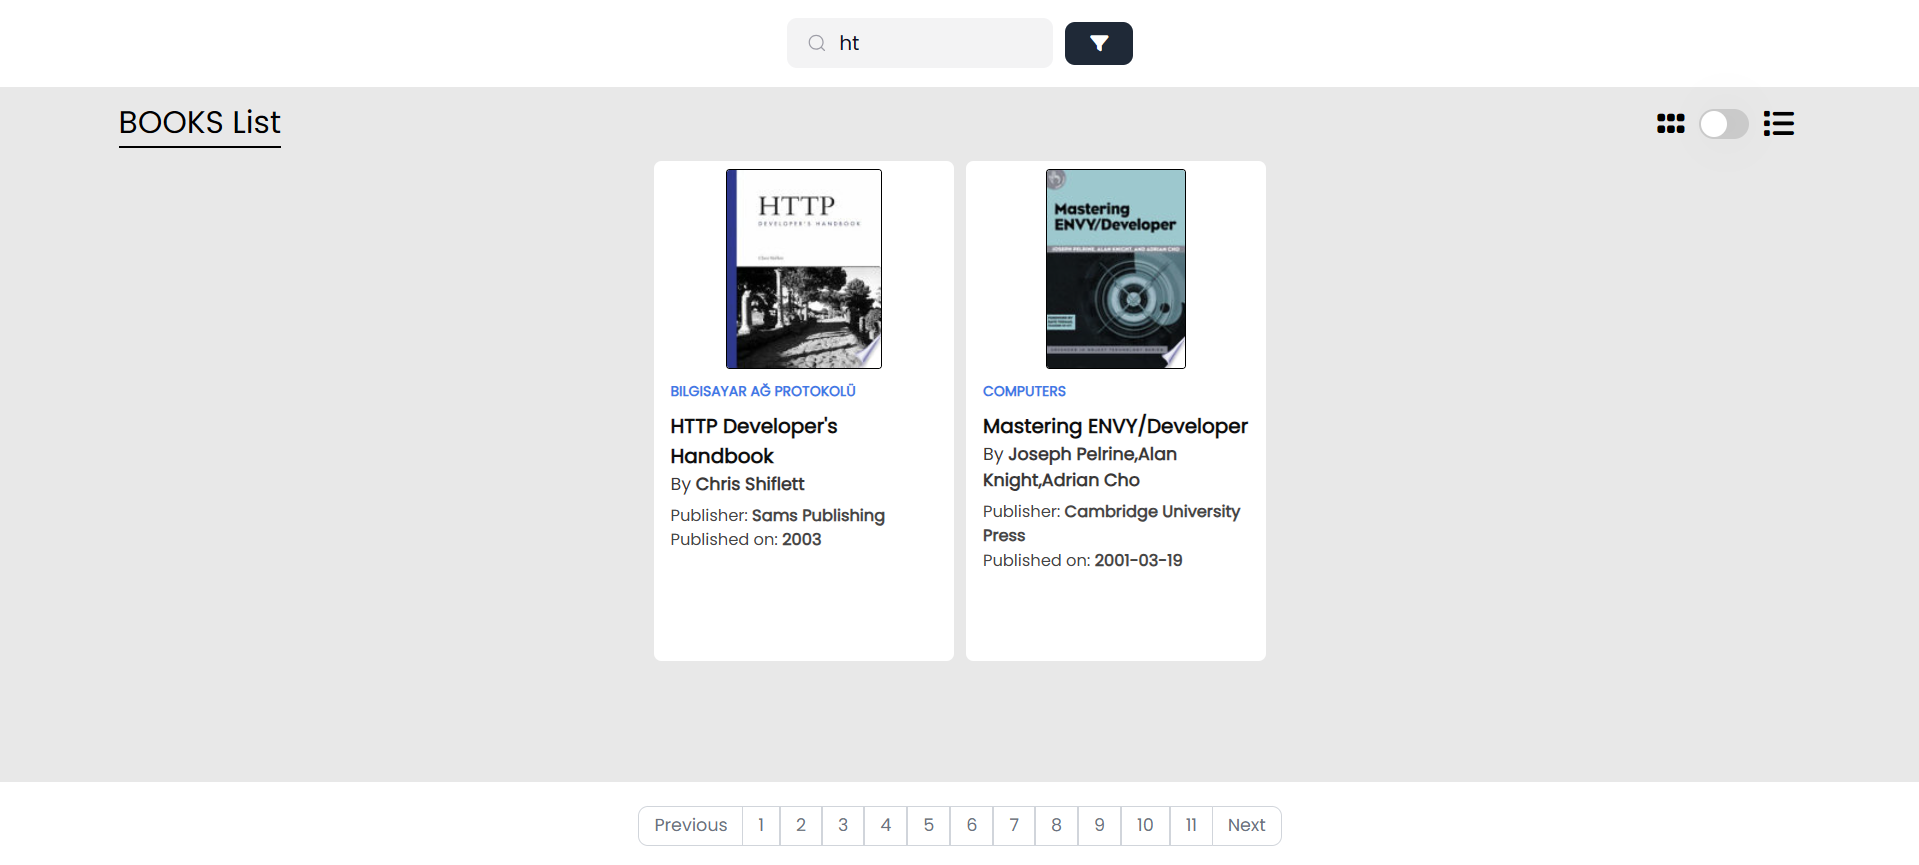 ht
BOOKS List
HTTP
DEVELOPER'S HANDBOOK
BILGISAYAR AĞ PROTOKOLÜ
HTTP Developer's
Handbook
By Chris Shiflett
Publisher: Sams Publishing
Published on: 2003
Mastering
ENVY/Developer
JOSEPH PELRINE, ALAN KNIGHT, AND ADRIAN CHO
COMPUTERS
Mastering ENVY/Developer
By Joseph Pelrine,Alan
Knight,Adrian Cho
Publisher: Cambridge University
Press
Published on: 2001-03-19
Previous 1 2 3 4 5 6 7 8 9 10 11 Next